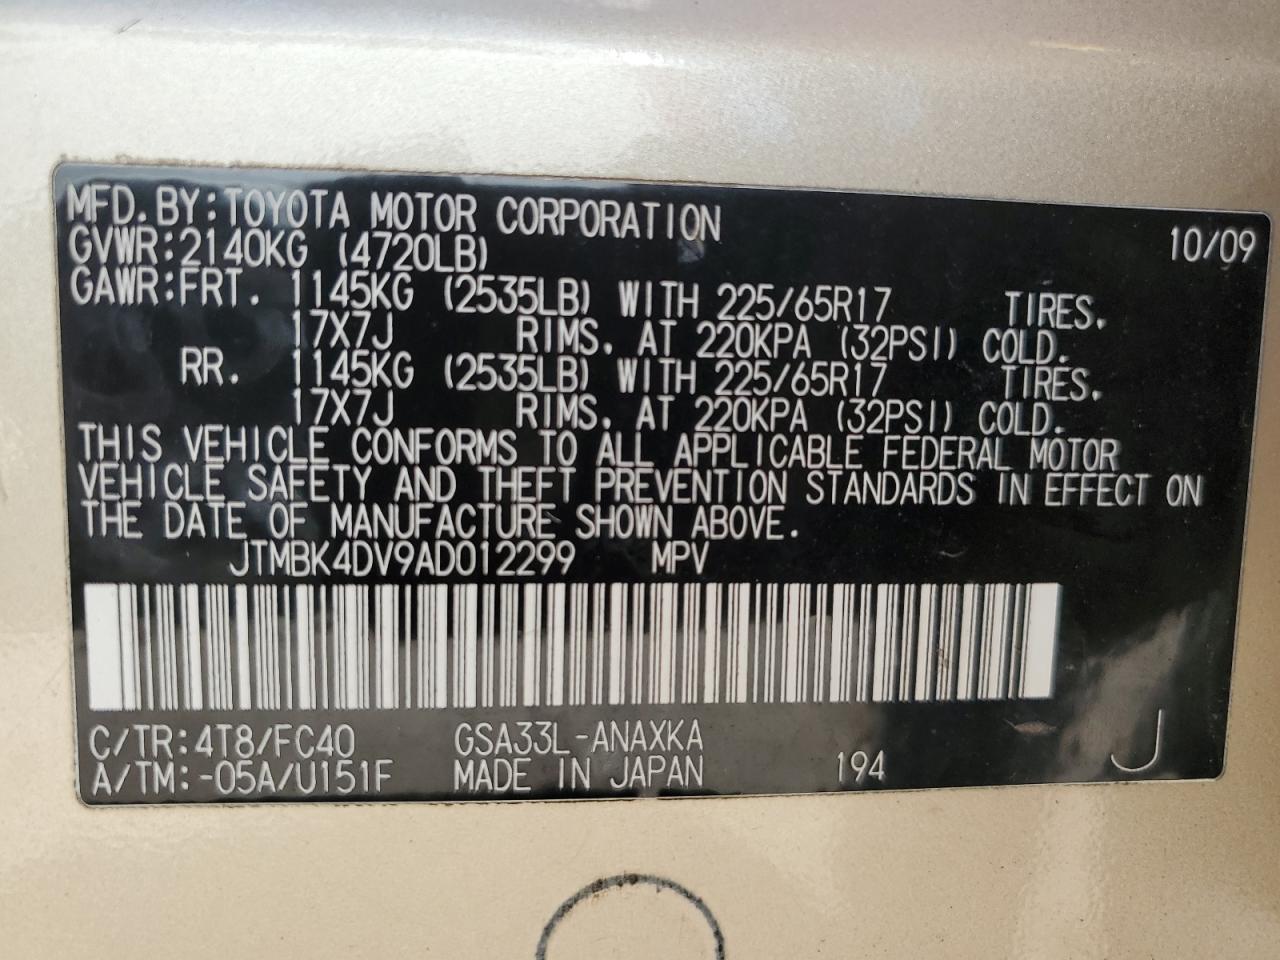 MFD. BY: TOYOTA MOTOR CORPORATION 10/09
GVWR: 2140KG (4720LB)
GAWR: FRT. 1145KG (2535LB) WITH 225/65R17 TIRES.
17X7J RIMS. AT 220KPA (32PSI) COLD.
RR. 1145KG (2535LB) WITH 225/65R17 TIRES.
17X7J RIMS. AT 220KPA (32PSI) COLD.
THIS VEHICLE CONFORMS TO ALL APPLICABLE FEDERAL MOTOR
VEHICLE SAFETY AND THEFT PREVENTION STANDARDS IN EFFECT ON
THE DATE OF MANUFACTURE SHOWN ABOVE.
JTMBK4DV9AD012299 MPV
C/TR: 4T8/FC40 GSA33L-ANAXKA
A/TM: -05A/U151F MADE IN JAPAN 194 J